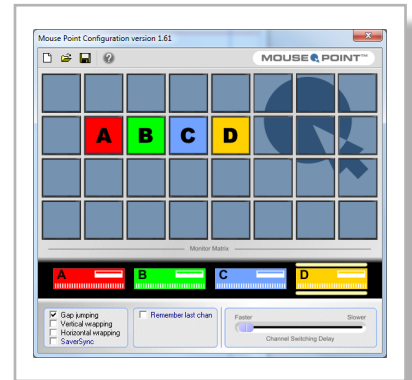 Mouse Point Configuration version 1.61
MOUSE POINT™
A B C D
Monitor Matrix
A B C D
Gap jumping
Vertical wrapping
Horizontal wrapping
SaverSync
Remember last chan
Faster Slower
Channel Switching Delay